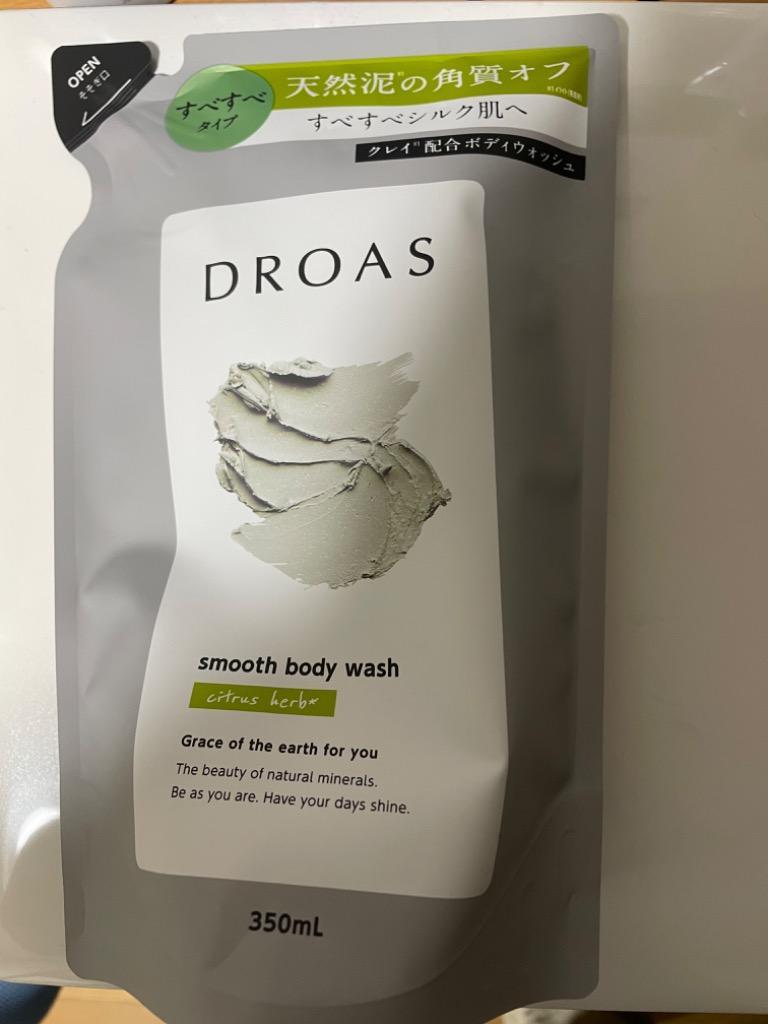 OPEN
そそぎ口
すべすべ
タイプ
天然泥※1の角質オフ
すべすべシルク肌へ
クレイ※1配合ボディウォッシュ
DROAS
smooth body wash
citrus herb*
Grace of the earth for you
The beauty of natural minerals.
Be as you are. Have your days shine.
350mL